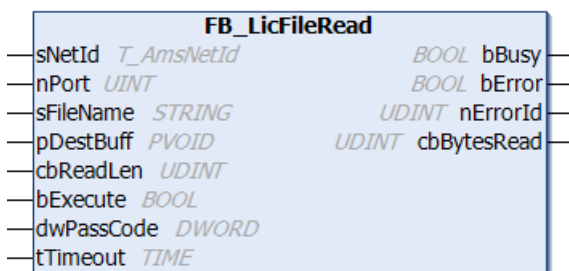 FB_LicFileRead
sNetId T_AmsNetId BOOL bBusy
nPort UINT BOOL bError
sFileName STRING UDINT nErrorId
pDestBuff PVOID UDINT cbBytesRead
cbReadLen UDINT
bExecute BOOL
dwPassCode DWORD
tTimeout TIME